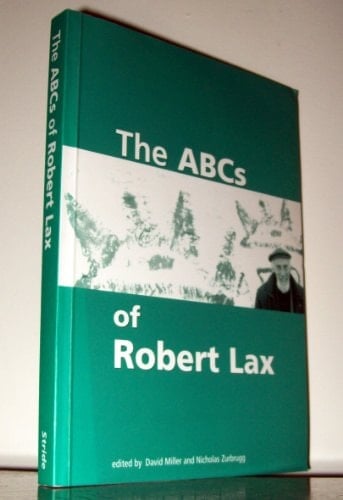 The ABCs of Robert Lax
Stride
The ABCs
of
Robert Lax
edited by David Miller and Nicholas Zurbrugg